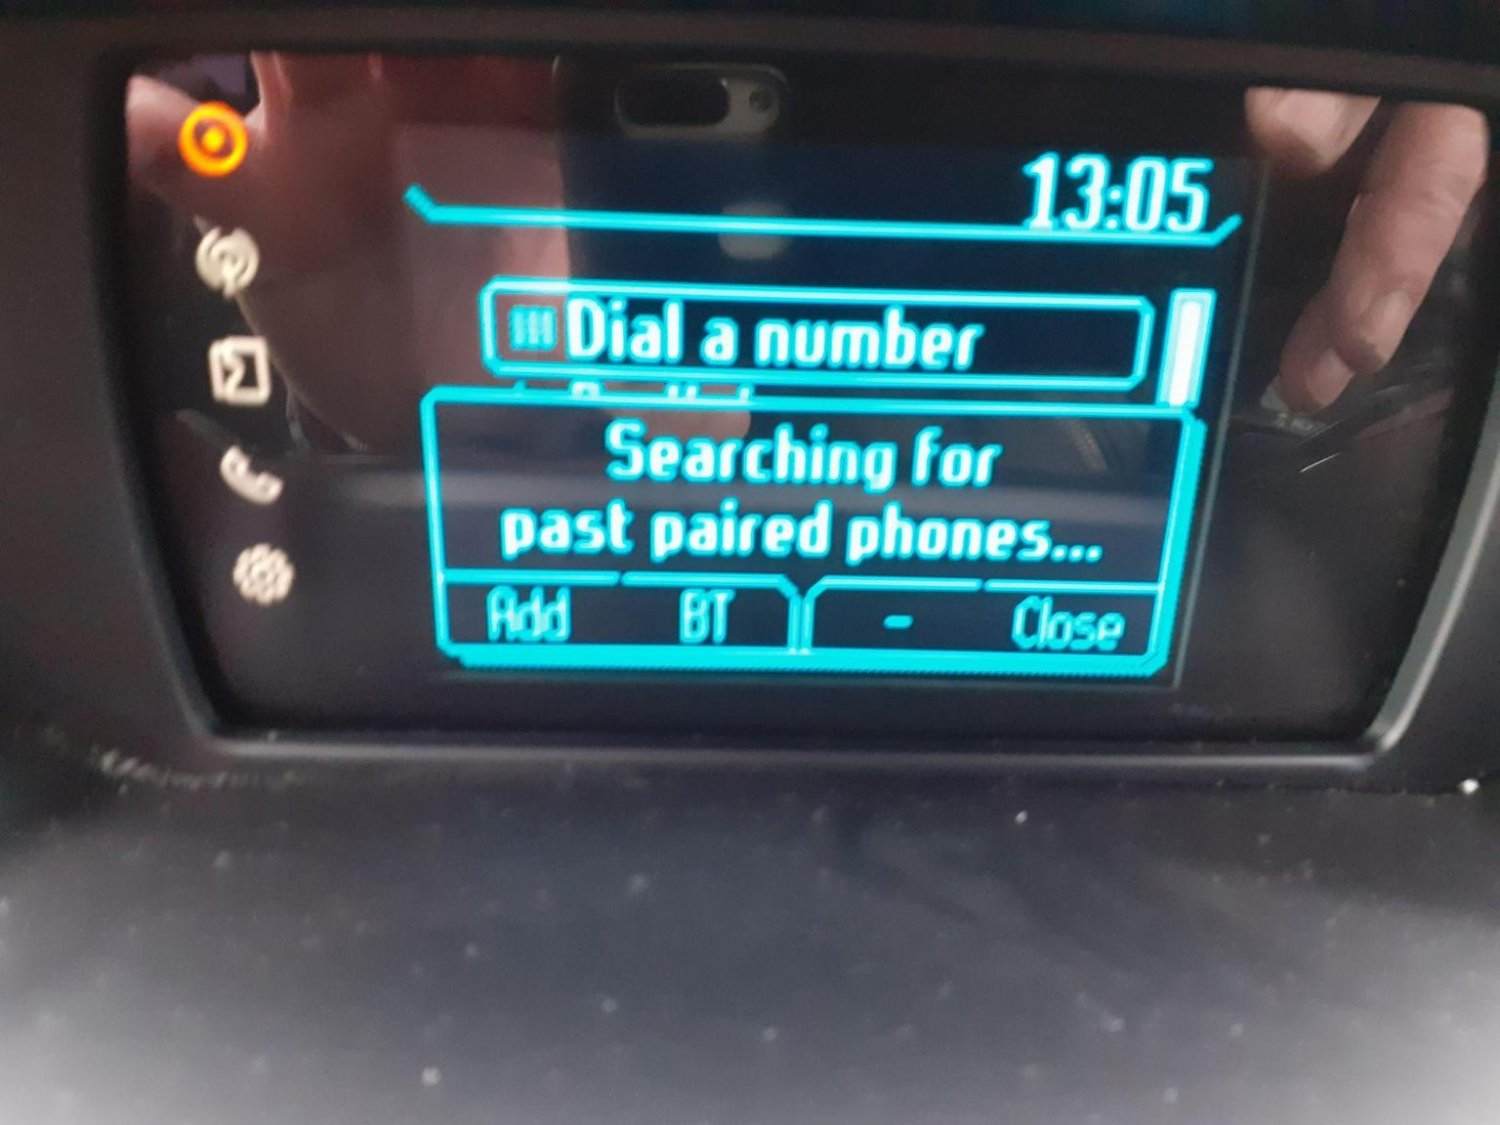 13:05
Dial a number
Searching for
past paired phones...
Add BT - Close